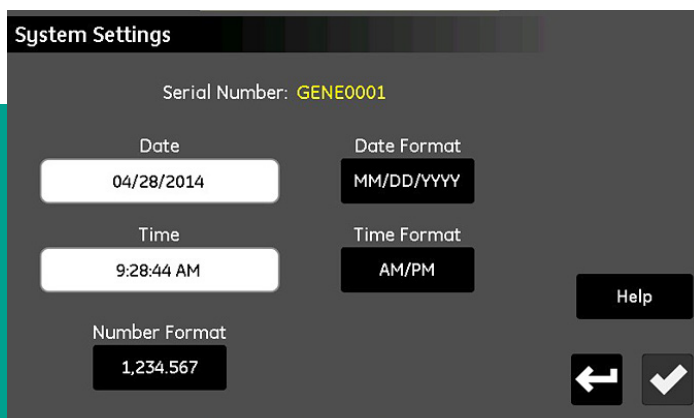 System Settings
Serial Number: GENE0001
Date
Date Format
04/28/2014
MM/DD/YYYY
Time
Time Format
9:28:44 AM
AM/PM
Help
Number Format
1,234.567